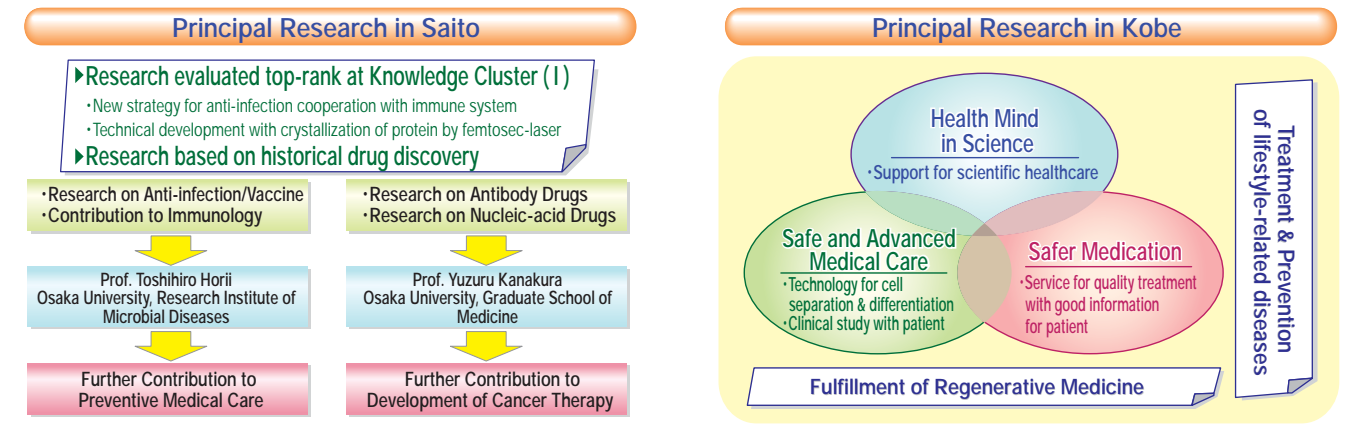 Principal Research in Saito
▶Research evaluated top-rank at Knowledge Cluster (I)
・New strategy for anti-infection cooperation with immune system
・Technical development with crystallization of protein by femtosec-laser
▶Research based on historical drug discovery
・Research on Anti-infection/Vaccine
・Contribution to Immunology
Prof. Toshihiro Horii
Osaka University, Research Institute of
Microbial Diseases
Further Contribution to
Preventive Medical Care
・Research on Antibody Drugs
・Research on Nucleic-acid Drugs
Prof. Yuzuru Kanakura
Osaka University, Graduate School of
Medicine
Further Contribution to
Development of Cancer Therapy
Principal Research in Kobe
Health Mind
in Science
・Support for scientific healthcare
Safe and Advanced
Medical Care
・Technology for cell
separation & differentiation
・Clinical study with patient
Safer Medication
・Service for quality treatment
with good information
for patient
Treatment & Prevention
of lifestyle-related diseases
Fulfillment of Regenerative Medicine